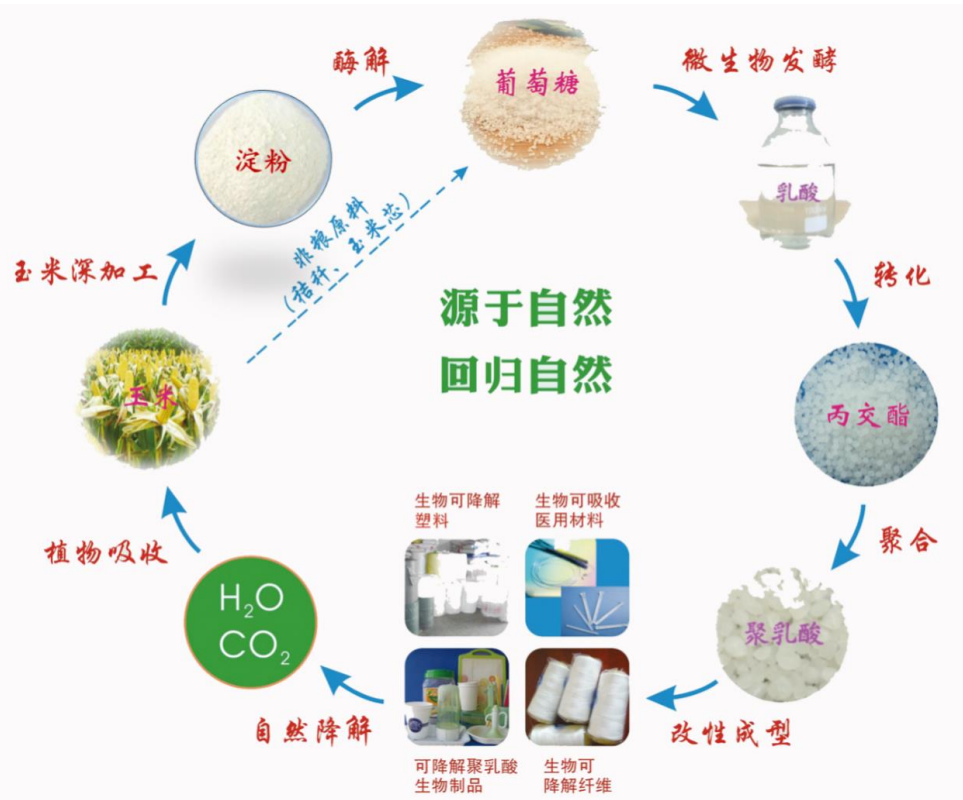 酶解
葡萄糖
微生物发酵
淀粉
乳酸
非粮原料
（秸秆、玉米芯）
玉米深加工
转化
源于自然
回归自然
玉米
丙交酯
生物可降解
塑料
生物可吸收
医用材料
聚合
植物吸收
H₂O
CO₂
聚乳酸
自然降解
改性成型
可降解聚乳酸
生物制品
生物可
降解纤维